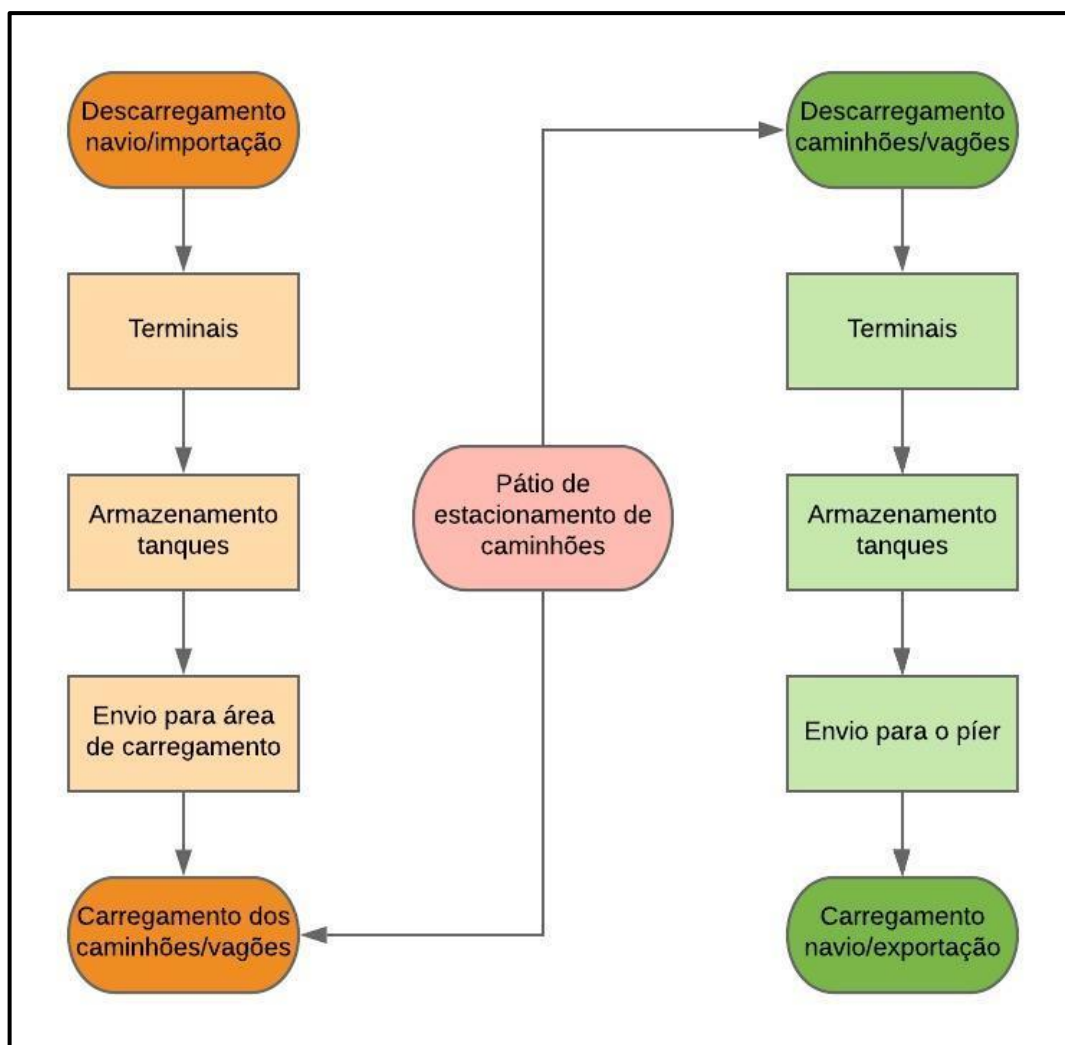 Descarregamento
navio/importação
Terminais
Armazenamento
tanques
Envio para área
de carregamento
Carregamento dos
caminhões/vagões
Pátio de
estacionamento de
caminhões
Descarregamento
caminhões/vagões
Terminais
Armazenamento
tanques
Envio para o píer
Carregamento
navio/exportação